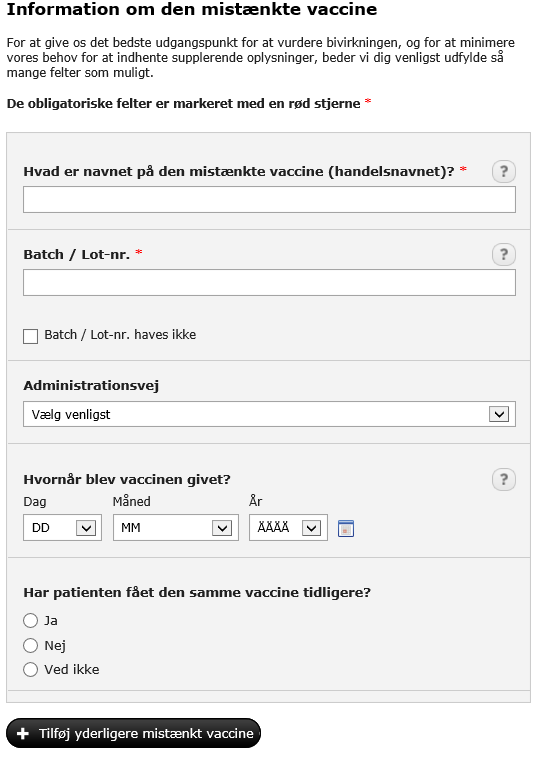 Information om den mistænkte vaccine
For at give os det bedste udgangspunkt for at vurdere bivirkningen, og for at minimere
vores behov for at indhente supplerende oplysninger, beder vi dig venligst udfylde så
mange felter som muligt.
De obligatoriske felter er markeret med en rød stjerne *
Hvad er navnet på den mistænkte vaccine (handelsnavnet)? * ?
Batch / Lot-nr. * ?
Batch / Lot-nr. haves ikke
Administrationsvej
Vælg venligst
Hvornår blev vaccinen givet? ?
Dag Måned År
DD MM ÅÅÅÅ
Har patienten fået den samme vaccine tidligere?
Ja
Nej
Ved ikke
+ Tilføj yderligere mistænkt vaccine